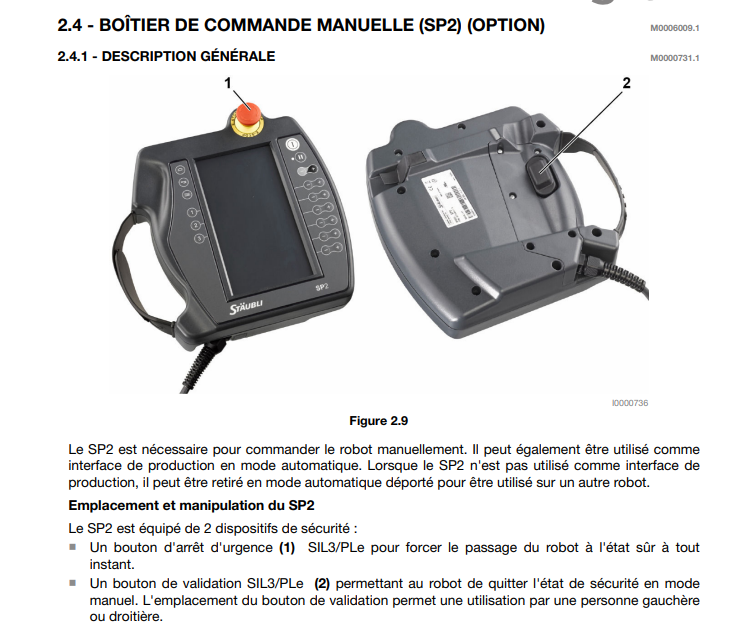 2.4 - BOÎTIER DE COMMANDE MANUELLE (SP2) (OPTION)
M0006009.1
2.4.1 - DESCRIPTION GÉNÉRALE
M0000731.1
1
2
1
2
3
STÄUBLI
SP2
I0000736
Figure 2.9
Le SP2 est nécessaire pour commander le robot manuellement. Il peut également être utilisé comme
interface de production en mode automatique. Lorsque le SP2 n'est pas utilisé comme interface de
production, il peut être retiré en mode automatique déporté pour être utilisé sur un autre robot.
Emplacement et manipulation du SP2
Le SP2 est équipé de 2 dispositifs de sécurité :
■ Un bouton d'arrêt d'urgence (1) SIL3/PLe pour forcer le passage du robot à l'état sûr à tout
instant.
■ Un bouton de validation SIL3/PLe (2) permettant au robot de quitter l'état de sécurité en mode
manuel. L'emplacement du bouton de validation permet une utilisation par une personne gauchère
ou droitière.